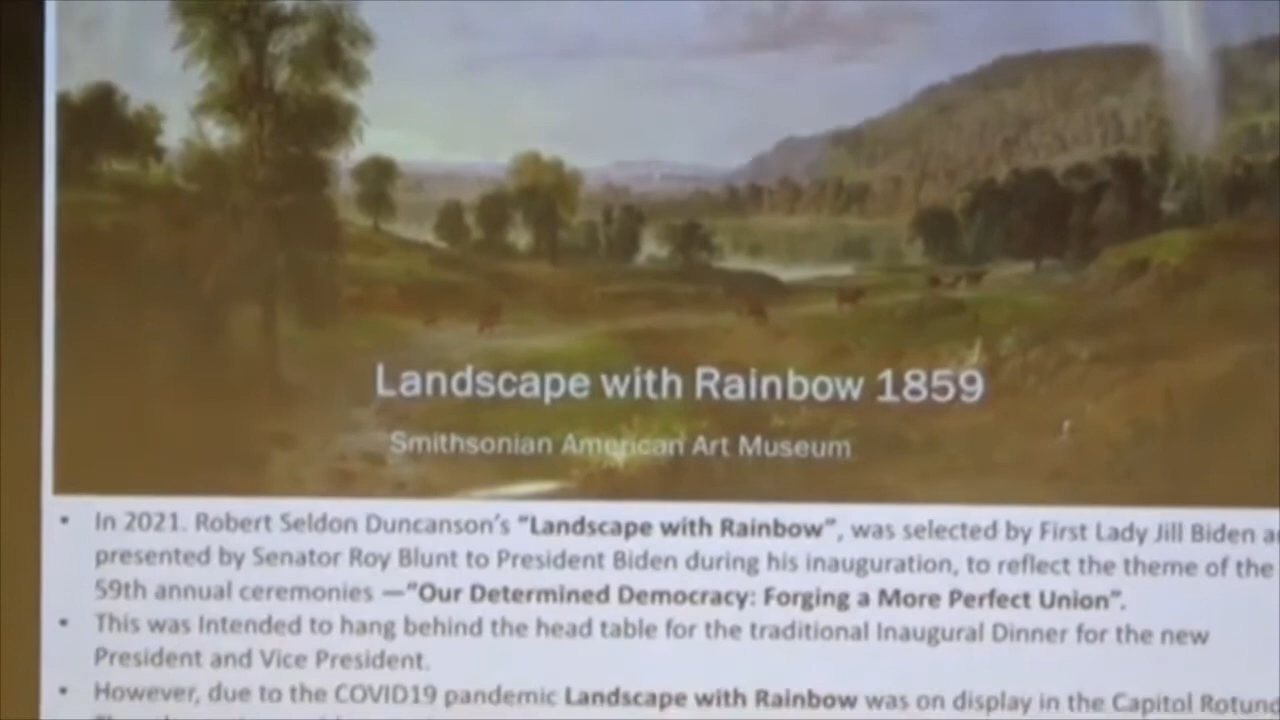 Landscape with Rainbow 1859
Smithsonian American Art Museum
• In 2021. Robert Seldon Duncanson's "Landscape with Rainbow", was selected by First Lady Jill Biden a
presented by Senator Roy Blunt to President Biden during his inauguration, to reflect the theme of the
59th annual ceremonies —"Our Determined Democracy: Forging a More Perfect Union".
• This was Intended to hang behind the head table for the traditional Inaugural Dinner for the new
President and Vice President.
• However, due to the COVID19 pandemic Landscape with Rainbow was on display in the Capitol Rotund